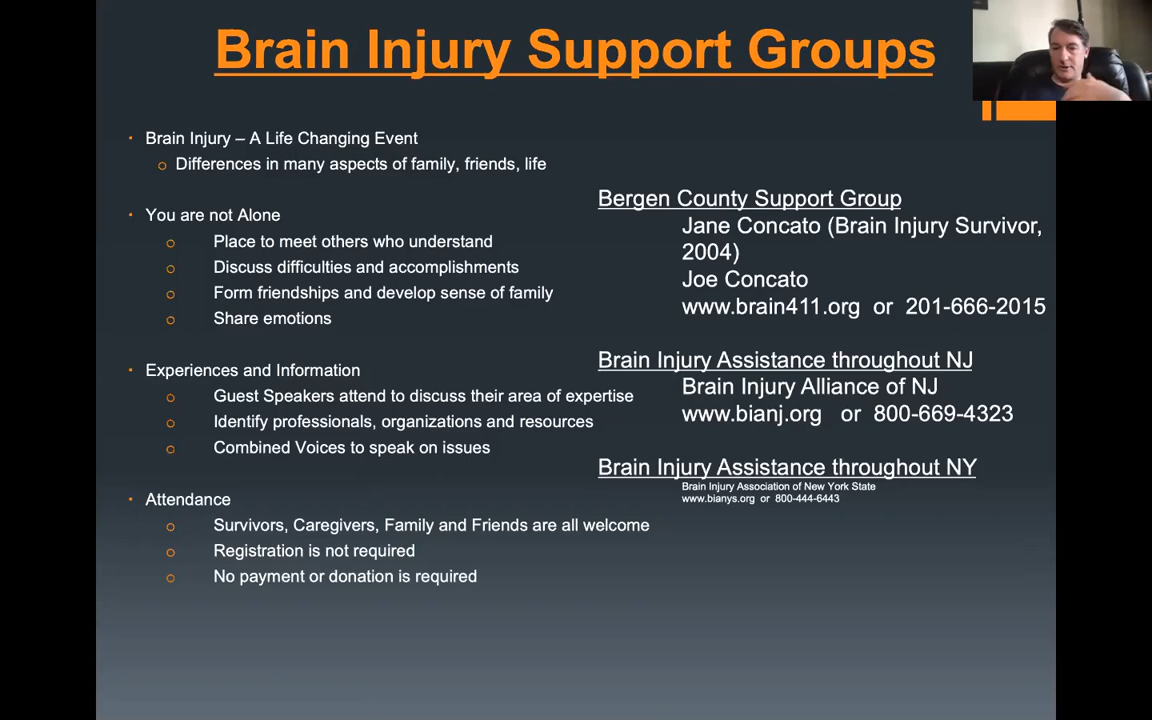 Brain Injury Support Groups
Brain Injury – A Life Changing Event
Differences in many aspects of family, friends, life
You are not Alone
Place to meet others who understand
Discuss difficulties and accomplishments
Form friendships and develop sense of family
Share emotions
Experiences and Information
Guest Speakers attend to discuss their area of expertise
Identify professionals, organizations and resources
Combined Voices to speak on issues
Attendance
Survivors, Caregivers, Family and Friends are all welcome
Registration is not required
No payment or donation is required
Bergen County Support Group
Jane Concato (Brain Injury Survivor,
2004)
Joe Concato
www.brain411.org or 201-666-2015
Brain Injury Assistance throughout NJ
Brain Injury Alliance of NJ
www.bianj.org or 800-669-4323
Brain Injury Assistance throughout NY
Brain Injury Association of New York State
www.bianys.org or 800-444-6443